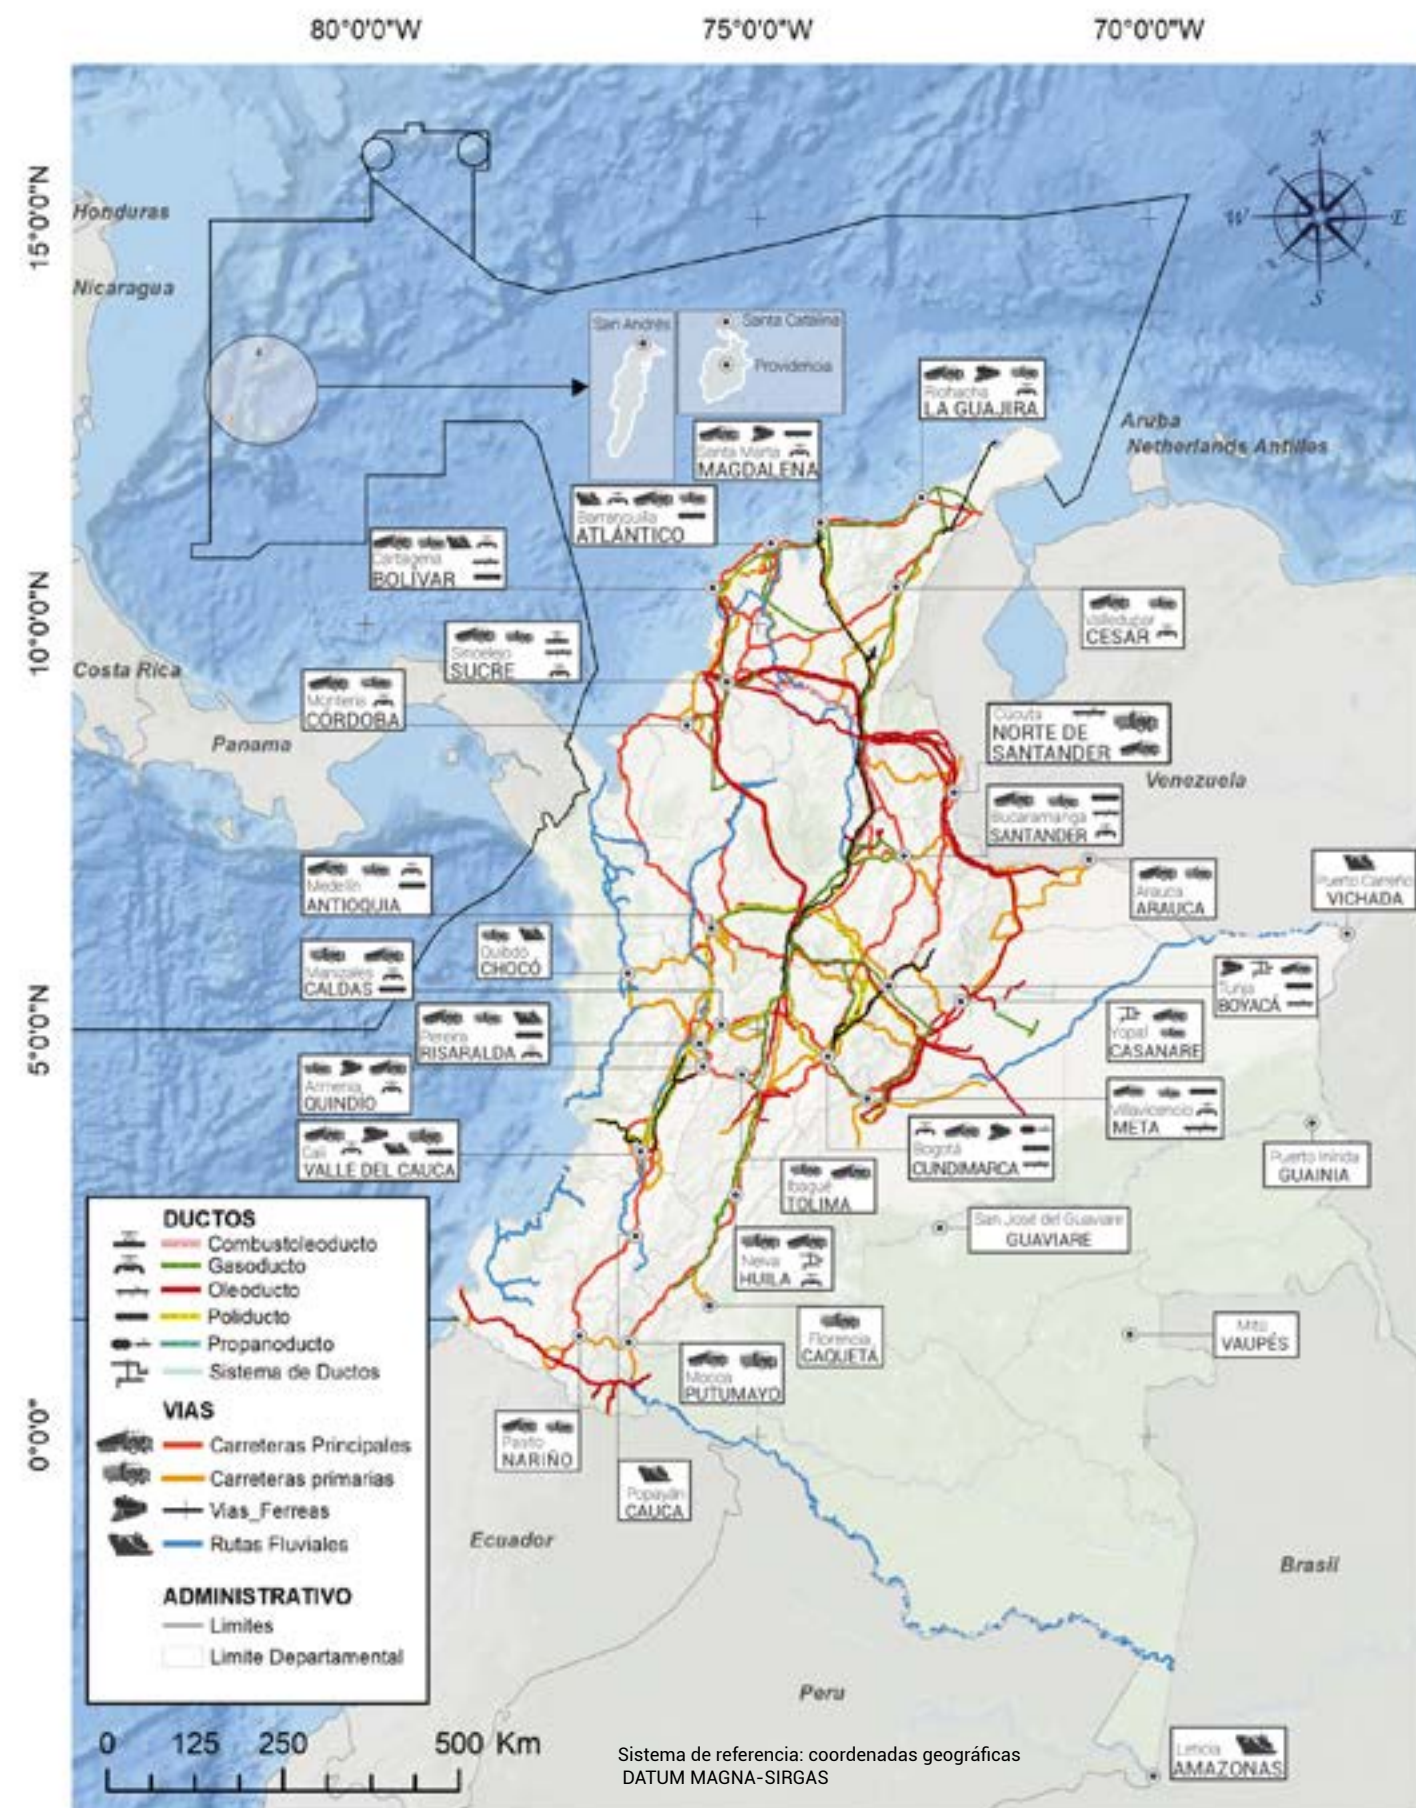 80°0'0"W
75°0'0"W
70°0'0"W
15°0'0"N
10°0'0"N
5°0'0"N
0°0'0"
N
W
E
S
Honduras
Nicaragua
San Andrés
Santa Catalina
Providencia
Riohacha
LA GUAJIRA
Aruba
Netherlands Antilles
Santa Marta
MAGDALENA
Barranquilla
ATLÁNTICO
Cartagena
BOLÍVAR
Valledupar
CESAR
Sincelejo
SUCRE
Costa Rica
Montería
CÓRDOBA
Panama
Cúcuta
NORTE DE
SANTANDER
Venezuela
Bucaramanga
SANTANDER
Medellín
ANTIOQUIA
Arauca
ARAUCA
Puerto Carreño
VICHADA
Quibdó
CHOCÓ
Manizales
CALDAS
Tunja
BOYACÁ
Pereira
RISARALDA
Yopal
CASANARE
Armenia
QUINDÍO
Villavicencio
META
Cali
VALLE DEL CAUCA
Bogotá
CUNDIMARCA
Puerto Inírida
GUAINIA
Ibagué
TOLIMA
San José del Guaviare
GUAVIARE
Neiva
HUILA
Florencia
CAQUETA
Mitú
VAUPÉS
Mocoa
PUTUMAYO
Pasto
NARIÑO
Popayán
CAUCA
Ecuador
Brasil
Peru
Leticia
AMAZONAS
DUCTOS
Combustoleoducto
Gasoducto
Oleoducto
Poliducto
Propanoducto
Sistema de Ductos
VIAS
Carreteras Principales
Carreteras primarias
Vias_Ferreas
Rutas Fluviales
ADMINISTRATIVO
Limites
Limite Departamental
0 125 250 500 Km
Sistema de referencia: coordenadas geográficas
DATUM MAGNA-SIRGAS